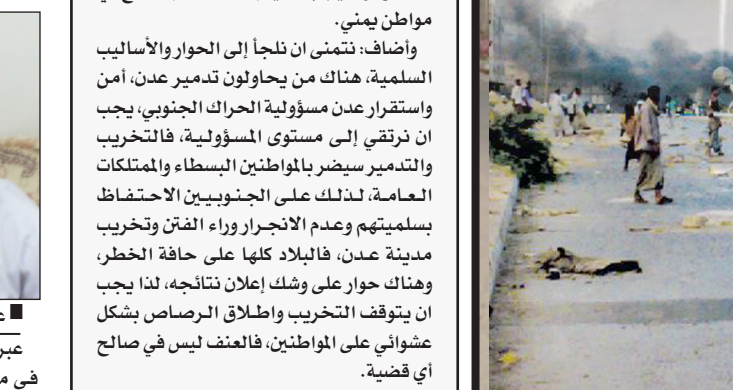 مواطن يمني.
وأضاف: نتمنى ان نلجأ إلى الحوار والأساليب
السلمية، هناك من يحاولون تدمير عدن، أمن
واستقرار عدن مسؤولية الحراك الجنوبي، يجب
ان نرتقي إلى مستوى المسؤولية، فالتخريب
والتدمير سيضر بالمواطنين البسطاء والممتلكات
العامة، لذلك على الجنوبيين الاحتفاظ
بسلميتهم وعدم الانجرار وراء الفتن وتخريب
مدينة عدن، فالبلاد كلها على حافة الخطر،
وهناك حوار على وشك إعلان نتائجه، لذا يجب
ان يتوقف التخريب واطلاق الرصاص بشكل
عشوائي على المواطنين، فالعنف ليس في صالح
أي قضية.